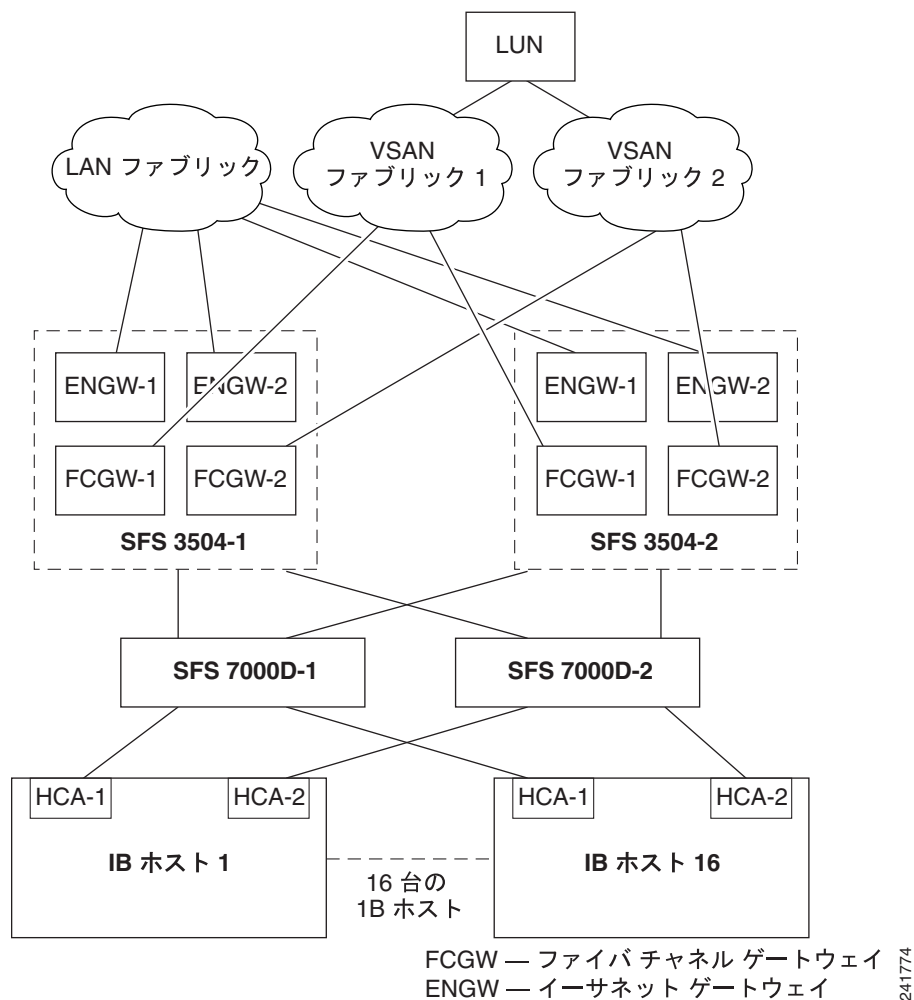 LUN
LAN ファブリック
VSAN
ファブリック 1
VSAN
ファブリック 2
ENGW-1
ENGW-2
ENGW-1
ENGW-2
FCGW-1
FCGW-2
FCGW-1
FCGW-2
SFS 3504-1
SFS 3504-2
SFS 7000D-1
SFS 7000D-2
HCA-1
HCA-2
HCA-1
HCA-2
IB ホスト 1
IB ホスト 16
16 台の
1B ホスト
FCGW — ファイバ チャネル ゲートウェイ
ENGW — イーサネット ゲートウェイ
241774